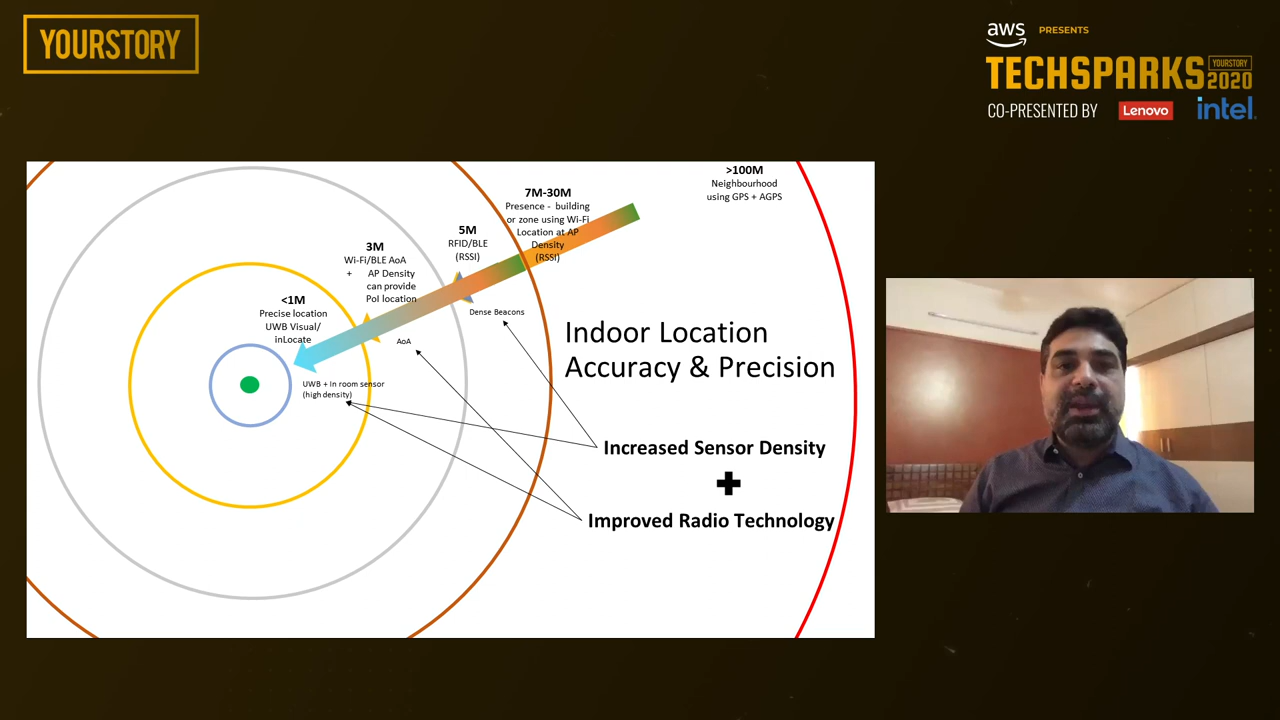 YOURSTORY
aws PRESENTS
TECHSPARKS YOURSTORY 2020
CO-PRESENTED BY Lenovo intel.
>100M
Neighbourhood
using GPS + AGPS
7M-30M
Presence - building
or zone using Wi-Fi
Location at AP
Density
(RSSI)
5M
RFID/BLE
(RSSI)
3M
Wi-Fi/BLE AoA
+ AP Density
can provide
PoI location
<1M
Precise location
UWB Visual/
inLocate
Dense Beacons
AoA
UWB + In room sensor
(high density)
Indoor Location
Accuracy & Precision
Increased Sensor Density
+
Improved Radio Technology